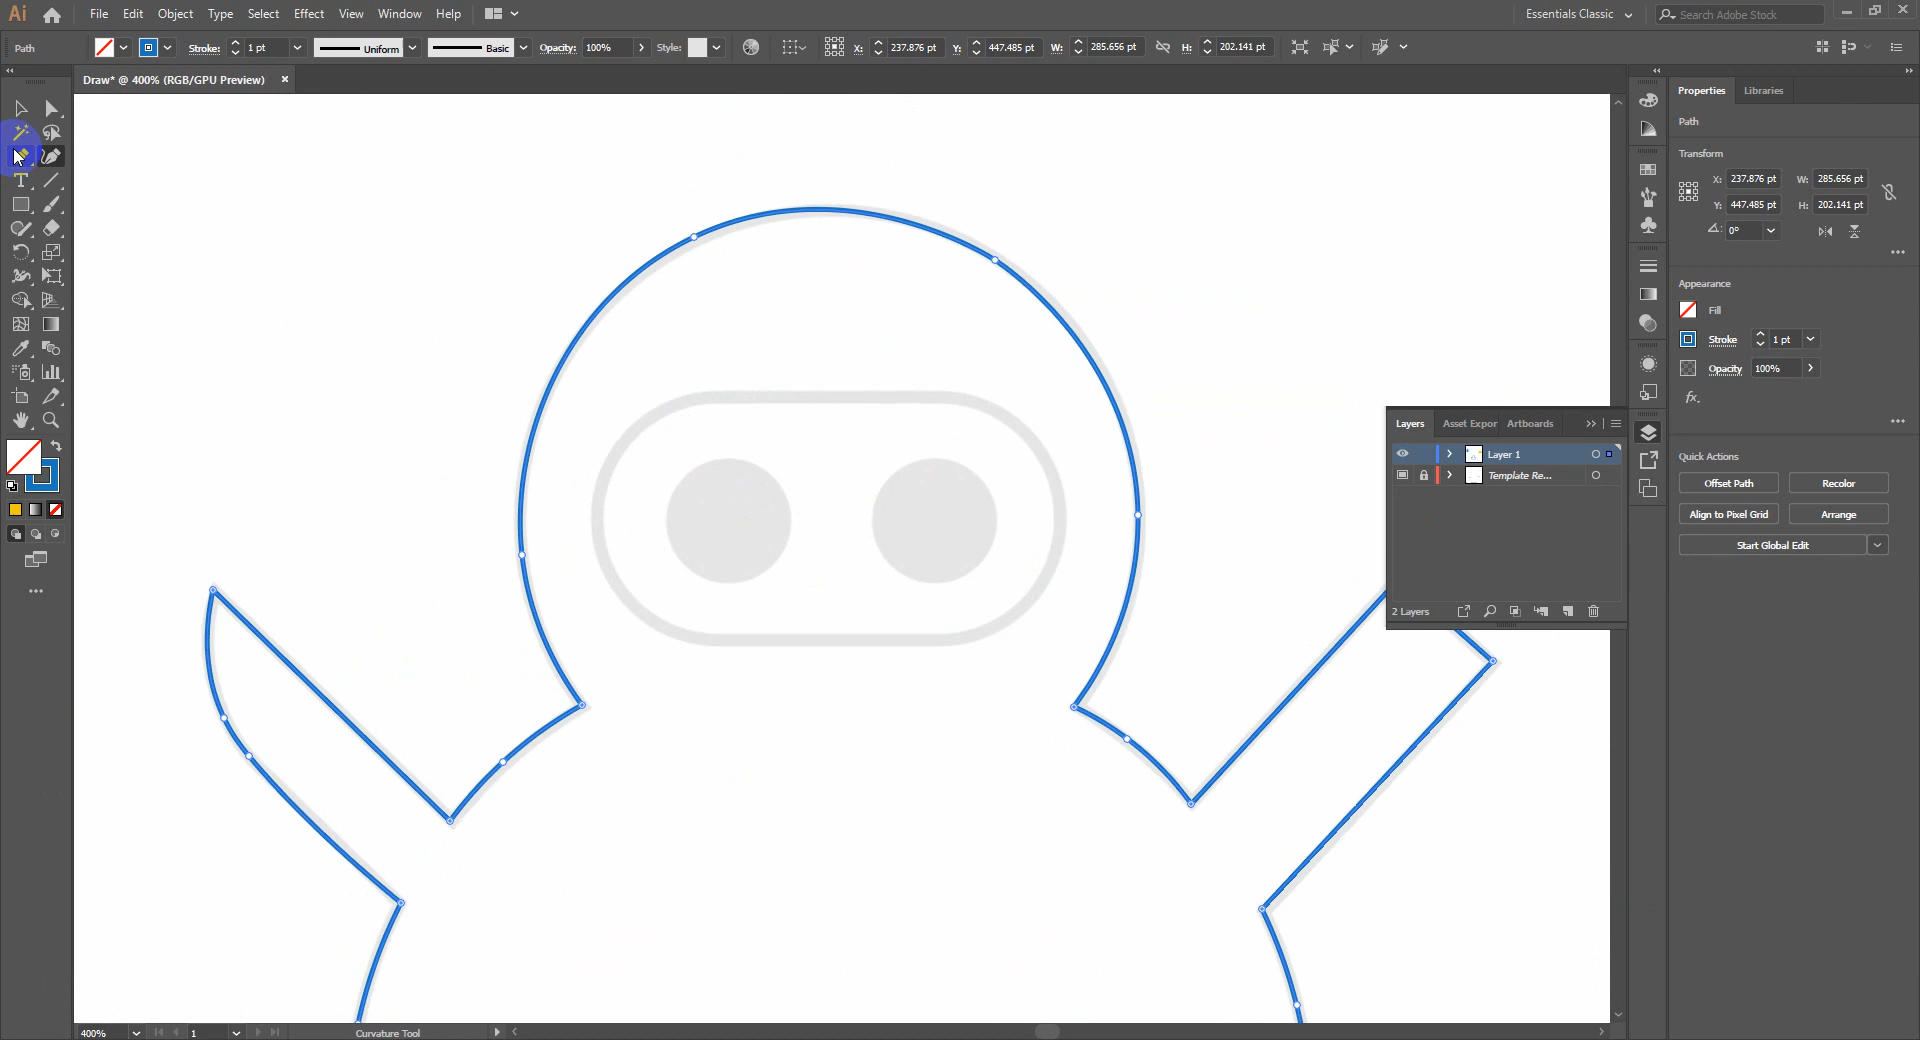 Ai File Edit Object Type Select Effect View Window Help Essentials Classic Search Adobe Stock
Path Stroke: 1 pt Uniform Basic Opacity: 100% Style: X: 237.876 pt Y: 447.485 pt W: 285.656 pt H: 202.141 pt
Draw* @ 400% (RGB/GPU Preview)
Properties Libraries
Path
Transform
X: 237.876 pt W: 285.656 pt
Y: 447.485 pt H: 202.141 pt
0°
Appearance
Fill
Stroke 1 pt
Opacity 100%
fx.
Layers Asset Expor Artboards
Layer 1
Template Re...
2 Layers
Quick Actions
Offset Path Recolor
Align to Pixel Grid Arrange
Start Global Edit
400% 1 Curvature Tool